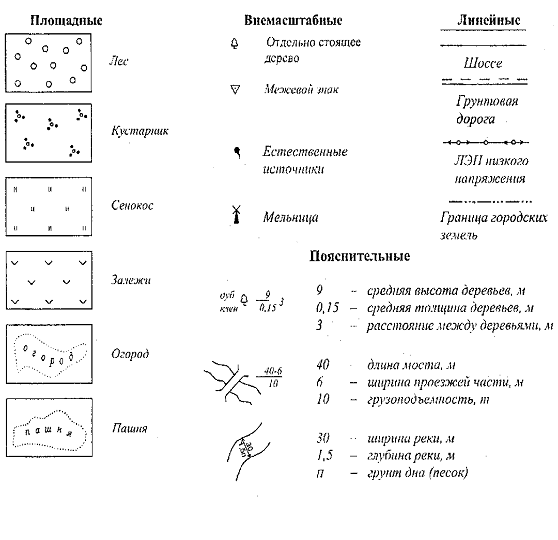 Площадные
Лес
Кустарник
Сенокос
Залежи
огород
Огород
пашня
Пашня
Внемасштабные
Отдельно стоящее
дерево
Межевой знак
Естественные
источники
Мельница
Линейные
Шоссе
Грунтовая
дорога
ЛЭП низкого
напряжения
Граница городских
земель
Пояснительные
дуб
клен
9
0,15
3
9 – средняя высота деревьев, м
0,15 – средняя толщина деревьев, м
3 – расстояние между деревьями, м
40-6
10
40 – длина моста, м
6 – ширина проезжей части, м
10 – грузоподъемность, т
30 – ширина реки, м
1,5 – глубина реки, м
П – грунт дна (песок)